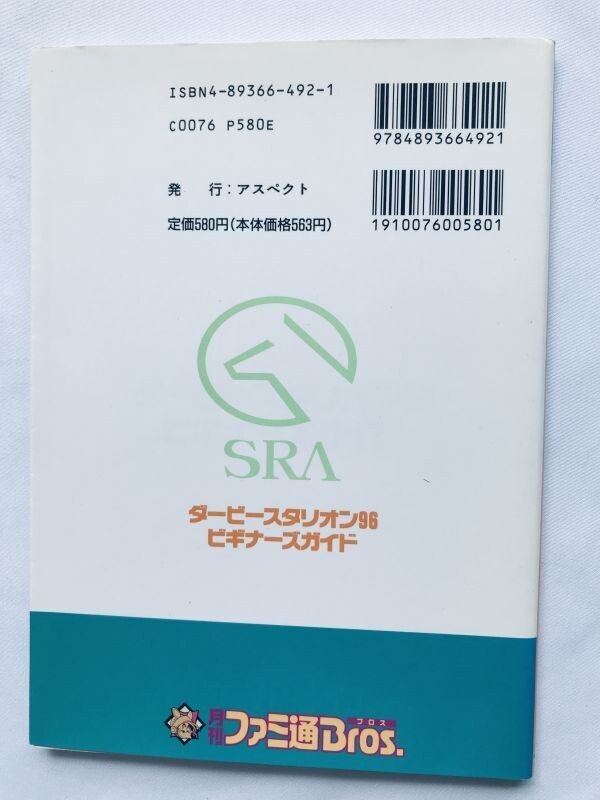 ISBN4-89366-492-1
C0076 P580E
9784893664921
発　行：アスペクト
定価580円（本体価格563円）
1910076005801
SRA
ダービースタリオン96
ビギナーズガイド
月刊ファミ通Bros.
ブロス